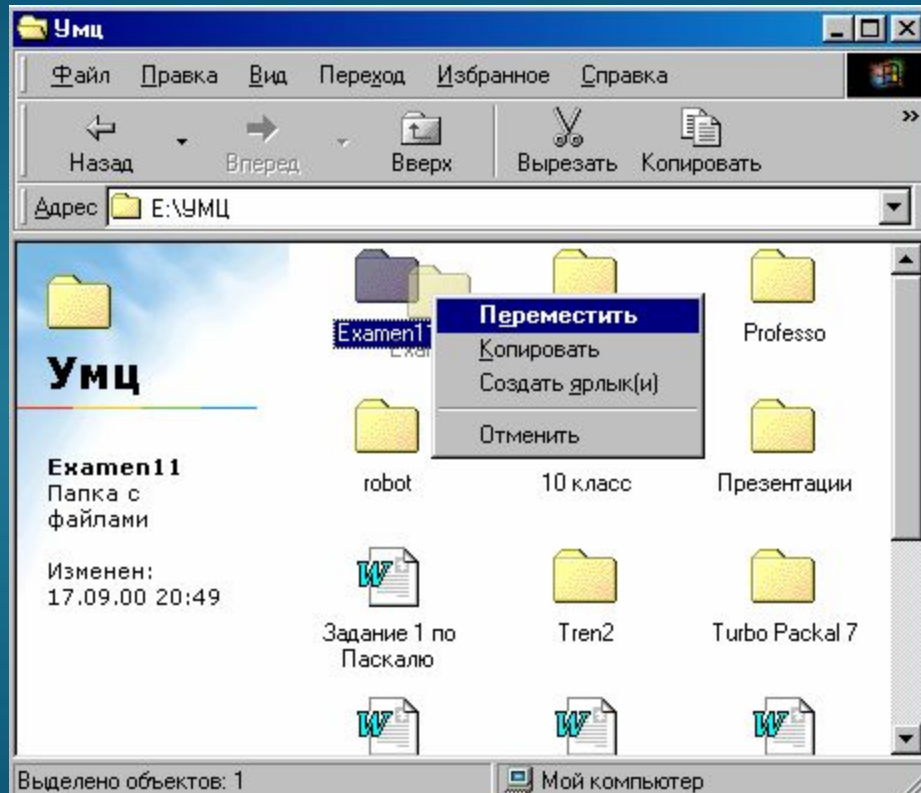 Умц
Файл Правка Вид Переход Избранное Справка
Назад Вперед Вверх Вырезать Копировать »
Адрес E:\УМЦ
Умц
Examen11
Папка с
файлами
Изменен:
17.09.00 20:49
Examen11
Professo
Переместить
Копировать
Создать ярлык(и)
Отменить
robot 10 класс Презентации
Задание 1 по
Паскалю
Tren2 Turbo Packal 7
Выделено объектов: 1 Мой компьютер